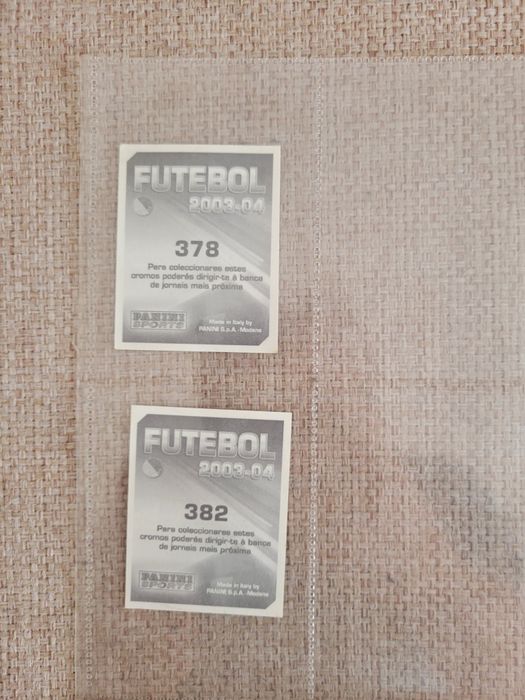 FUTEBOL
2003-04
378
Para coleccionares estes
cromos poderás dirigir-te à banca
de jornais mais próxima
PANINI
SPORTS
Made in Italy by
PANINI S.p.A.-Modena
FUTEBOL
2003-04
382
Para coleccionares estes
cromos poderás dirigir-te à banca
de jornais mais próxima
PANINI
SPORTS
Made in Italy by
PANINI S.p.A.-Modena